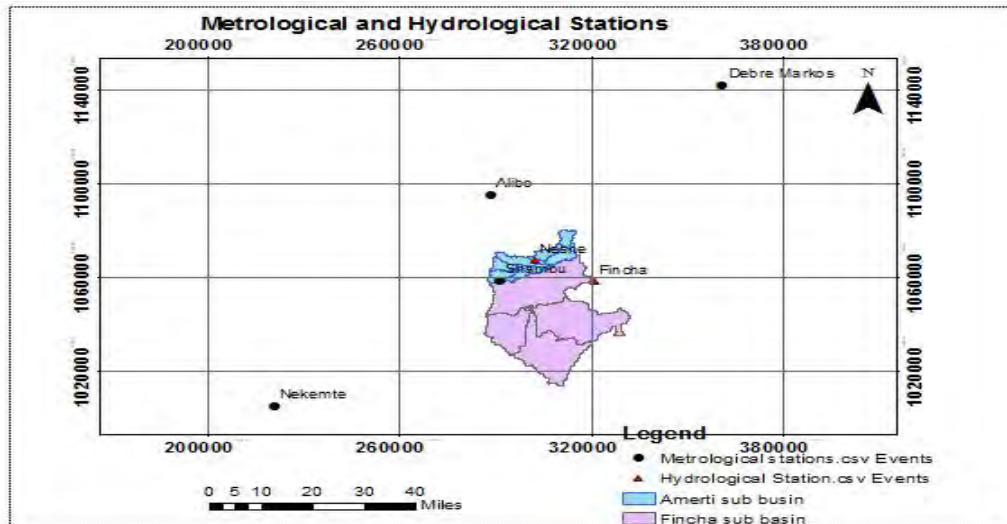 Metrological and Hydrological Stations
200000 260000 320000 380000
Debre Markos
N
1140000 1140000
Alibo
1100000 1100000
Neshe
Shambu
Fincha
1060000 1060000
1020000 1020000
Nekemte
200000 260000 320000 380000
Legend
Metrological stations.csv Events
Hydrological Station.csv Events
Amerti sub busin
Fincha sub basin
0 5 10 20 30 40
Miles